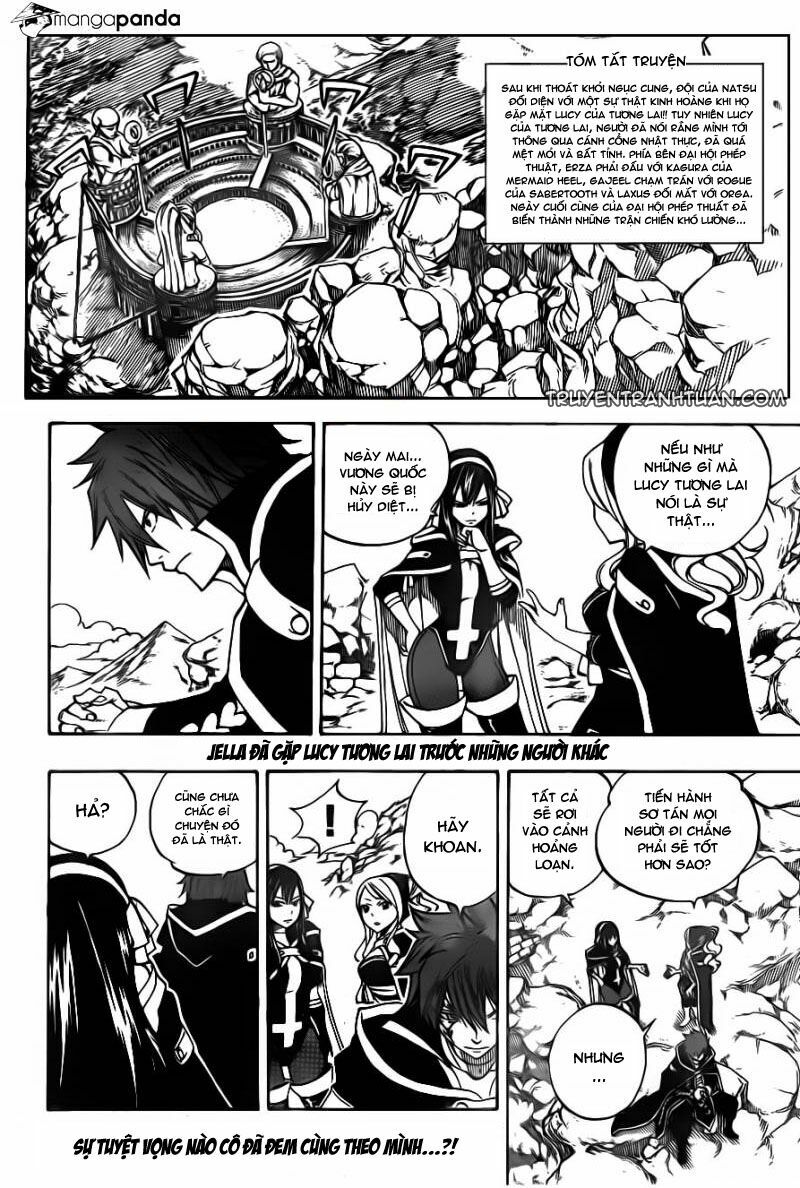 mangapanda
TÓM TẮT TRUYỆN
SAU KHI THOÁT KHỎI NGỤC CUNG, ĐỘI CỦA NATSU
ĐỐI DIỆN VỚI MỘT SỰ THẬT KINH HOÀNG KHI HỌ
GẶP MẶT LUCY CỦA TƯƠNG LAI!! TUY NHIÊN LUCY
CỦA TƯƠNG LAI, NGƯỜI ĐÃ NÓI RẰNG MÌNH TỚI
THÔNG QUA CÁNH CỔNG NHẬT THỰC, ĐÃ QUÁ
MỆT MỎI VÀ BẤT TỈNH. PHÍA BÊN ĐẠI HỘI PHÉP
THUẬT, ERZA PHẢI ĐẤU VỚI KAGURA CỦA
MERMAID HEEL, GAJEEL CHẠM TRÁN VỚI ROGUE
CỦA SABERTOOTH VÀ LAXUS ĐỐI MẶT VỚI ORGA.
NGÀY CUỐI CÙNG CỦA ĐẠI HỘI PHÉP THUẬT ĐÃ
BIẾN THÀNH NHỮNG TRẬN CHIẾN KHÓ LƯỜNG...
TRUYENTRANHTUAN.COM
NẾU NHƯ
NHỮNG GÌ MÀ
LUCY TƯƠNG LAI
NÓI LÀ SỰ
THẬT...
NGÀY MAI...
VƯƠNG QUỐC
NÀY SẼ BỊ
HỦY DIỆT...
JELLA ĐÃ GẶP LUCY TƯƠNG LAI TRƯỚC NHỮNG NGƯỜI KHÁC
TIẾN HÀNH
SƠ TÁN MỌI
NGƯỜI ĐI CHẲNG
PHẢI SẼ TỐT
HƠN SAO?
TẤT CẢ
SẼ RƠI
VÀO CẢNH
HOẢNG
LOẠN.
NHƯNG
...
HÃY
KHOAN.
!
CŨNG CHƯA
CHẮC GÌ
CHUYỆN ĐÓ
ĐÃ LÀ THẬT.
HẢ?
SỰ TUYỆT VỌNG NÀO CÔ ĐÃ ĐEM CÙNG THEO MÌNH...?!